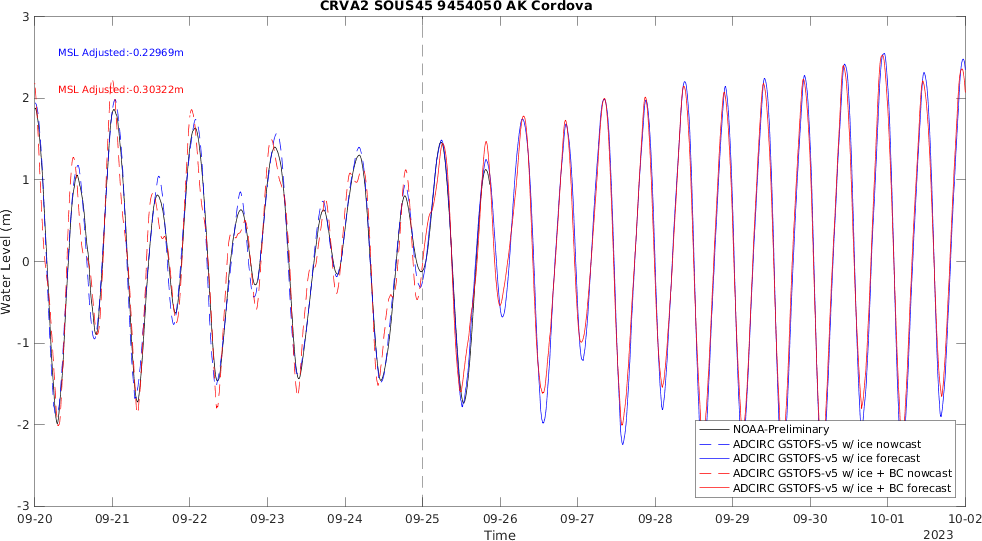 CRVA2 SOUS45 9454050 AK Cordova
3
2
1
0
-1
-2
-3
Water Level (m)
MSL Adjusted:-0.22969m
MSL Adjusted:-0.30322m
NOAA-Preliminary
ADCIRC GSTOFS-v5 w/ ice nowcast
ADCIRC GSTOFS-v5 w/ ice forecast
ADCIRC GSTOFS-v5 w/ ice + BC nowcast
ADCIRC GSTOFS-v5 w/ ice + BC forecast
09-20 09-21 09-22 09-23 09-24 09-25 09-26 09-27 09-28 09-29 09-30 10-01 10-02
Time
2023